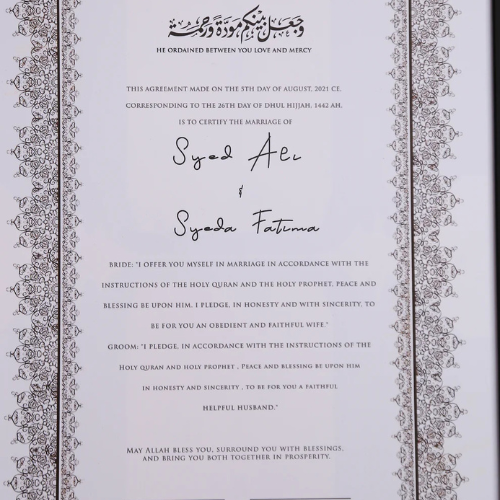 وجعل بينكم مودة ورحمة
HE ORDAINED BETWEEN YOU LOVE AND MERCY
THIS AGREEMENT MADE ON THE 5TH DAY OF AUGUST, 2021 CE.
CORRESPONDING TO THE 26TH DAY OF DHUL HIJJAH, 1442 AH.
IS TO CERTIFY THE MARRIAGE OF
Syed Ali
&
Syeda Fatima
BRIDE: "I OFFER YOU MYSELF IN MARRIAGE IN ACCORDANCE WITH THE
INSTRUCTIONS OF THE HOLY QURAN AND THE HOLY PROPHET, PEACE AND
BLESSING BE UPON HIM. I PLEDGE, IN HONESTY AND WITH SINCERITY, TO
BE FOR YOU AN OBEDIENT AND FAITHFUL WIFE."
GROOM: "I PLEDGE, IN ACCORDANCE WITH THE INSTRUCTIONS OF THE
HOLY QURAN AND HOLY PROPHET , PEACE AND BLESSING BE UPON HIM
IN HONESTY AND SINCERITY , TO BE FOR YOU A FAITHFUL
HELPFUL HUSBAND."
MAY ALLAH BLESS YOU, SURROUND YOU WITH BLESSINGS,
AND BRING YOU BOTH TOGETHER IN PROSPERITY.